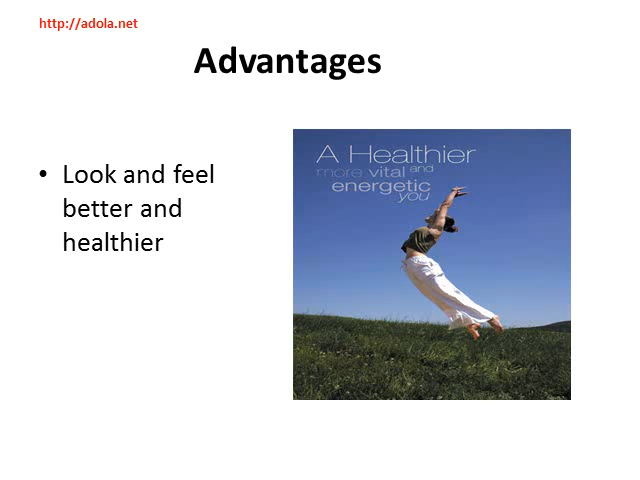 http://adola.net
Advantages
• Look and feel
better and
healthier
A Healthier
more vital and
energetic
you